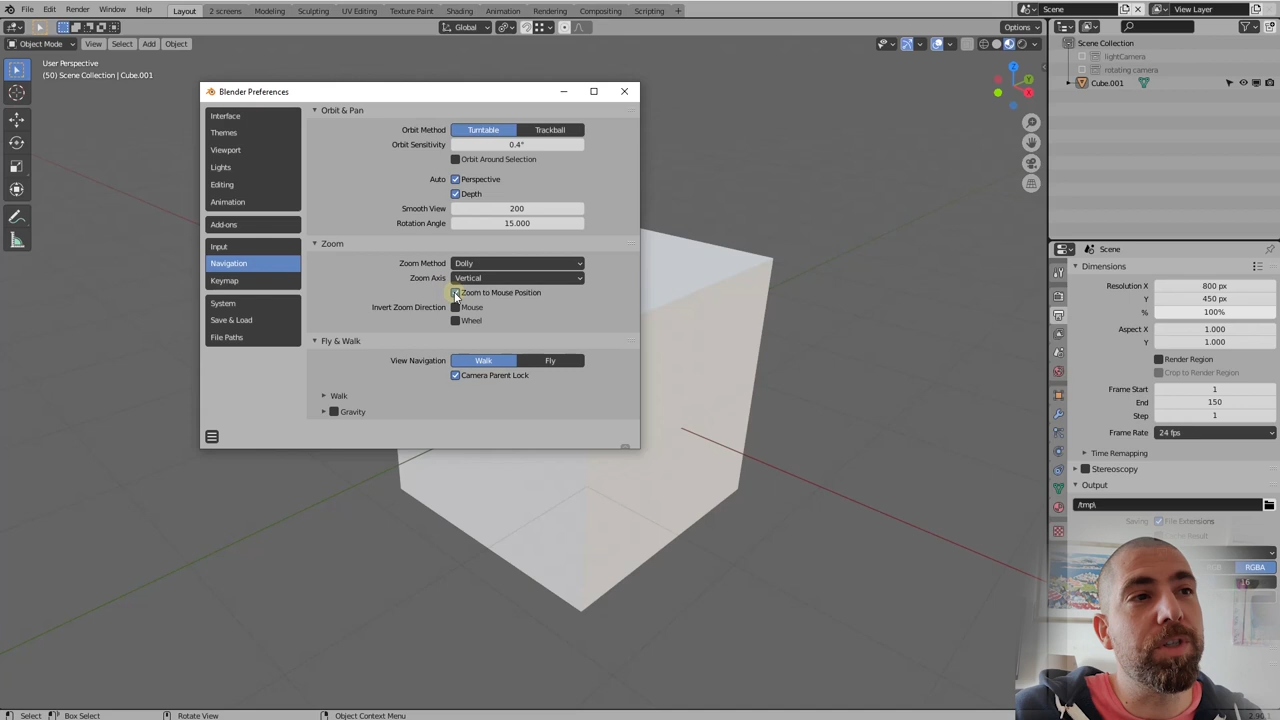 File Edit Render Window Help Layout 2 screens Modeling Sculpting UV Editing Texture Paint Shading Animation Rendering Compositing Scripting + Scene View Layer
Global Options
Object Mode View Select Add Object
User Perspective
(50) Scene Collection | Cube.001
Blender Preferences
Interface
Themes
Viewport
Lights
Editing
Animation
Add-ons
Input
Navigation
Keymap
System
Save & Load
File Paths
Orbit & Pan
Orbit Method Turntable Trackball
Orbit Sensitivity 0.4°
Orbit Around Selection
Auto Perspective
Depth
Smooth View 200
Rotation Angle 15.000
Zoom
Zoom Method Dolly
Zoom Axis Vertical
Zoom to Mouse Position
Invert Zoom Direction Mouse
Wheel
Fly & Walk
View Navigation Walk Fly
Camera Parent Lock
Walk
Gravity
Z
Y
X
Scene Collection
lightCamera
rotating camera
Cube.001
Scene
Dimensions
Resolution X 800 px
Y 450 px
% 100%
Aspect X 1.000
Y 1.000
Render Region
Crop to Render Region
Frame Start 1
End 150
Step 1
Frame Rate 24 fps
Time Remapping
Stereoscopy
Output
/tmp\
Saving File Extensions
Result
RGBA
16
Select Box Select Rotate View Object Context Menu